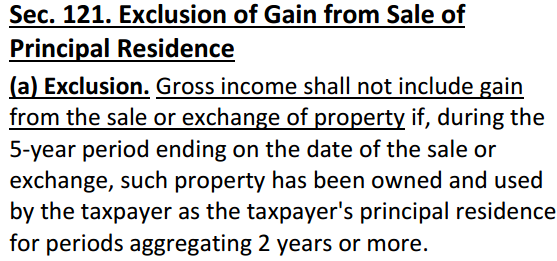 Sec. 121. Exclusion of Gain from Sale of
Principal Residence
(a) Exclusion. Gross income shall not include gain
from the sale or exchange of property if, during the
5-year period ending on the date of the sale or
exchange, such property has been owned and used
by the taxpayer as the taxpayer's principal residence
for periods aggregating 2 years or more.